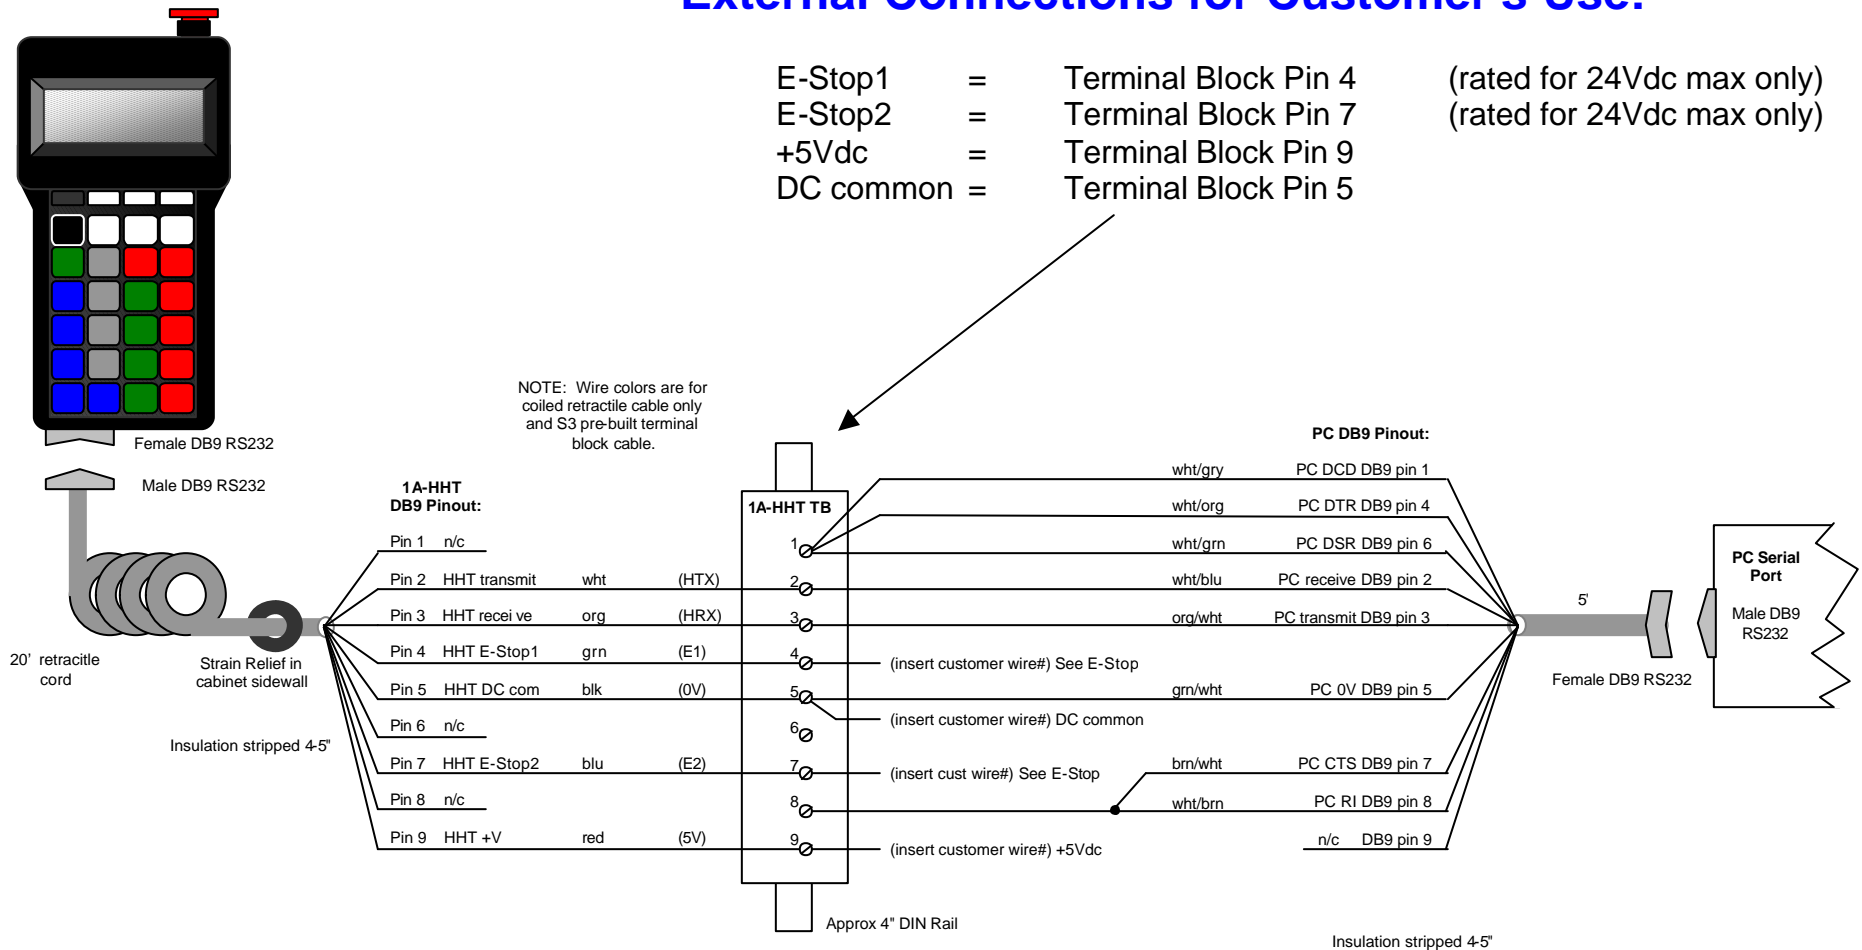 External Connections for Customer's Use:
E-Stop1 = Terminal Block Pin 4 (rated for 24Vdc max only)
E-Stop2 = Terminal Block Pin 7 (rated for 24Vdc max only)
+5Vdc = Terminal Block Pin 9
DC common = Terminal Block Pin 5
NOTE: Wire colors are for
coiled retractile cable only
and S3 pre-built terminal
block cable.
Female DB9 RS232
Male DB9 RS232
20' retracitle
cord
Strain Relief in
cabinet sidewall
Insulation stripped 4-5"
1A-HHT
DB9 Pinout:
Pin 1 n/c
Pin 2 HHT transmit wht (HTX)
Pin 3 HHT recei ve org (HRX)
Pin 4 HHT E-Stop1 grn (E1)
Pin 5 HHT DC com blk (0V)
Pin 6 n/c
Pin 7 HHT E-Stop2 blu (E2)
Pin 8 n/c
Pin 9 HHT +V red (5V)
1A-HHT TB
1
2
3
4
5
6
7
8
9
Approx 4" DIN Rail
(insert customer wire#) See E-Stop
(insert customer wire#) DC common
(insert cust wire#) See E-Stop
(insert customer wire#) +5Vdc
PC DB9 Pinout:
wht/gry PC DCD DB9 pin 1
wht/org PC DTR DB9 pin 4
wht/grn PC DSR DB9 pin 6
wht/blu PC receive DB9 pin 2
org/wht PC transmit DB9 pin 3
grn/wht PC 0V DB9 pin 5
brn/wht PC CTS DB9 pin 7
wht/brn PC RI DB9 pin 8
n/c DB9 pin 9
Insulation stripped 4-5"
5'
Female DB9 RS232
PC Serial
Port
Male DB9
RS232